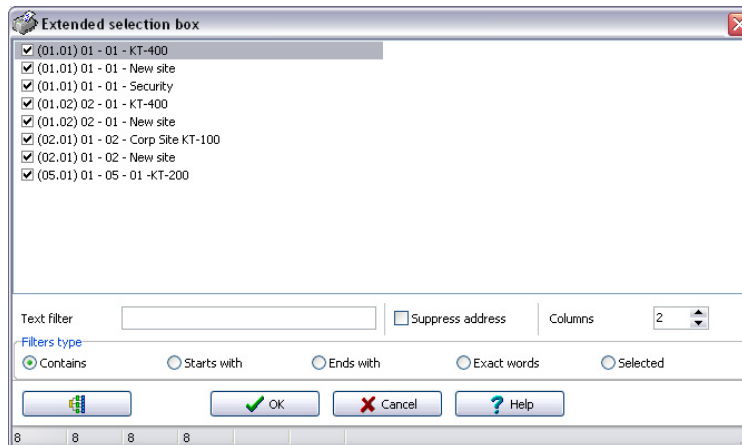 Extended selection box
(01.01) 01 - 01 - KT-400
(01.01) 01 - 01 - New site
(01.01) 01 - 01 - Security
(01.02) 02 - 01 - KT-400
(01.02) 02 - 01 - New site
(02.01) 01 - 02 - Corp Site KT-100
(02.01) 01 - 02 - New site
(05.01) 01 - 05 - 01 -KT-200
Text filter Suppress address Columns 2
Filters type
Contains Starts with Ends with Exact words Selected
OK Cancel ? Help
8 8 8 8